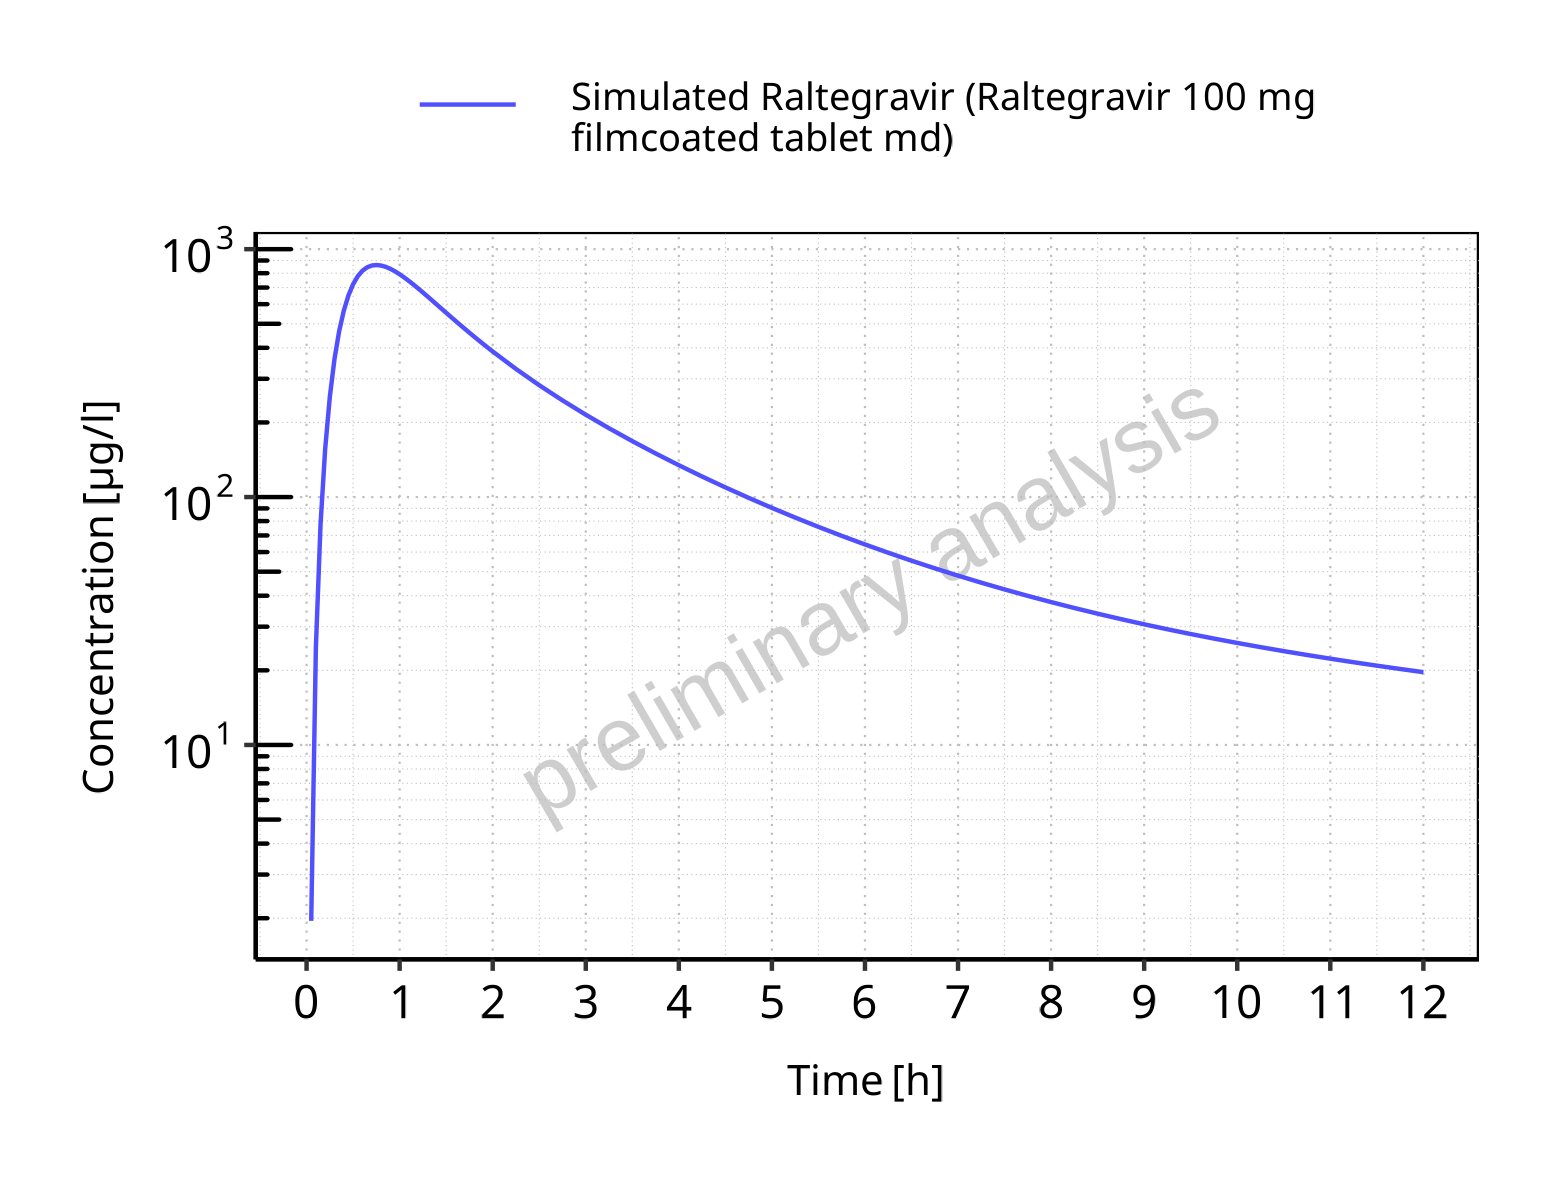 Simulated Raltegravir (Raltegravir 100 mg
filmcoated tablet md)
10³
10²
10¹
Concentration [µg/l]
preliminary analysis
0 1 2 3 4 5 6 7 8 9 10 11 12
Time [h]